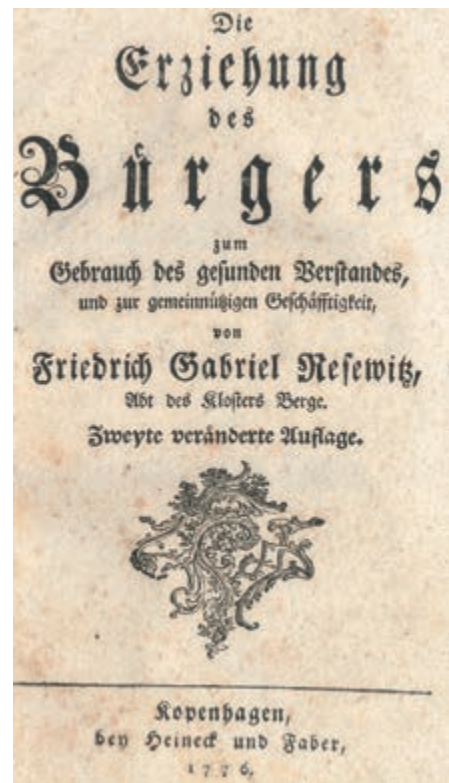 Die
Erziehung
des
Bürgers
zum
Gebrauch des gesunden Verstandes,
und zur gemeinnützigen Geschäfftigkeit,
von
Friedrich Gabriel Resewitz,
Abt des Klosters Berge.
Zweyte veränderte Auflage.
Kopenhagen,
bey Heineck und Faber,
1776.